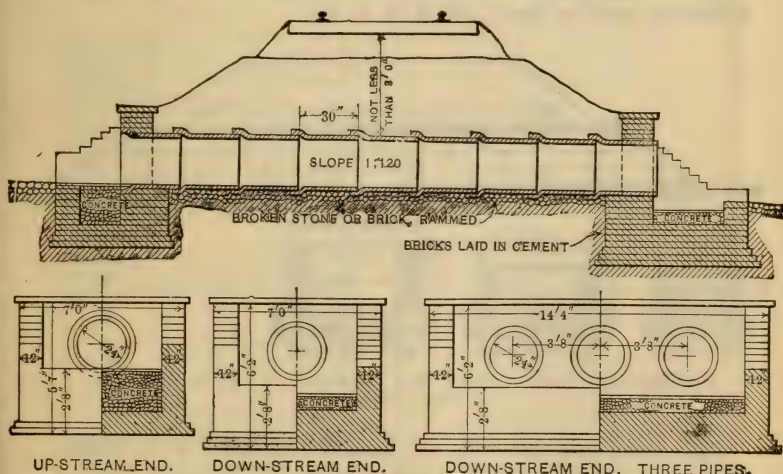 NOT LESS
THAN 3'0"
30"
SLOPE 1:120
CONCRETE
BROKEN STONE OR BRICK, RAMMED
CONCRETE
BRICKS LAID IN CEMENT
7'0"
12"
12"
5'7"
2'8"
CONCRETE
UP-STREAM END.
7'0"
12"
6'2"
12"
2'8"
CONCRETE
DOWN-STREAM END.
14'4"
3'8"
3'8"
12"
6'2"
12"
2'8"
CONCRETE
DOWN-STREAM END. THREE PIPES.